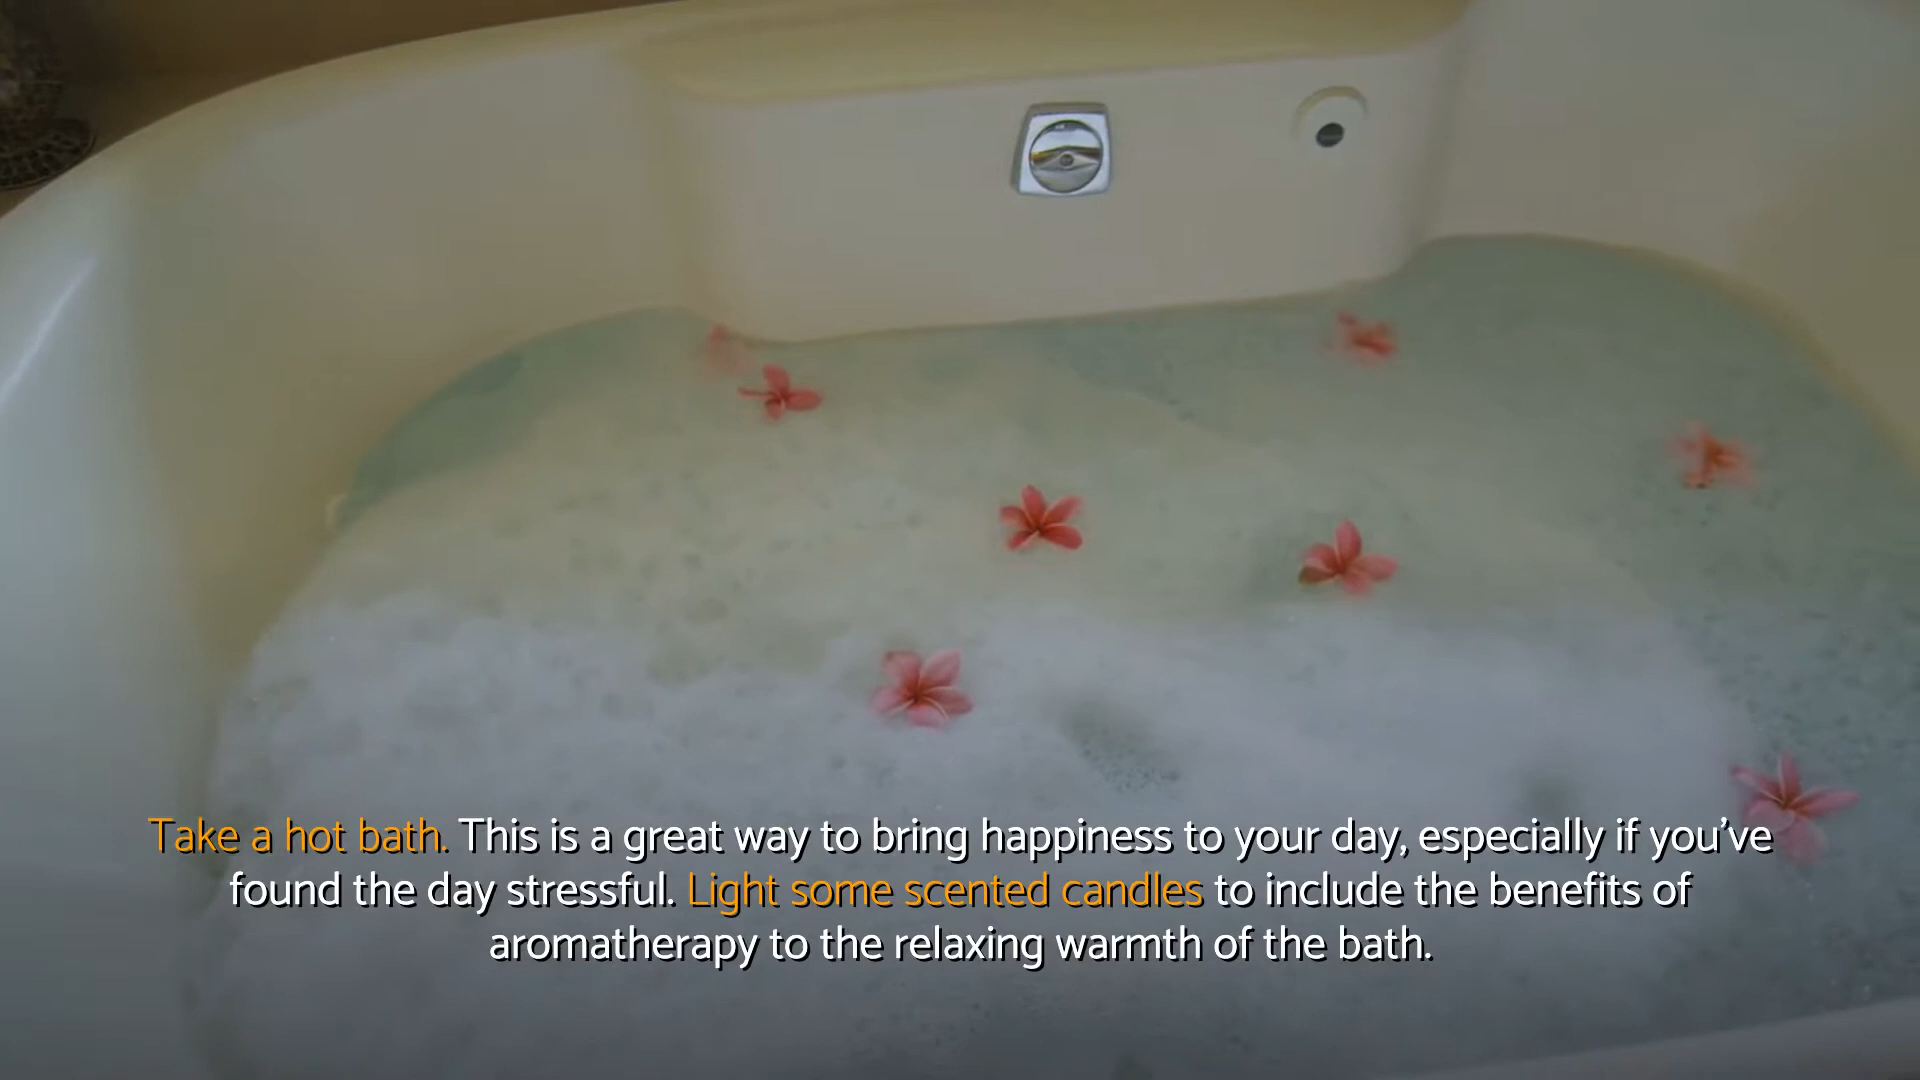 Take a hot bath. This is a great way to bring happiness to your day, especially if you’ve
found the day stressful. Light some scented candles to include the benefits of
aromatherapy to the relaxing warmth of the bath.